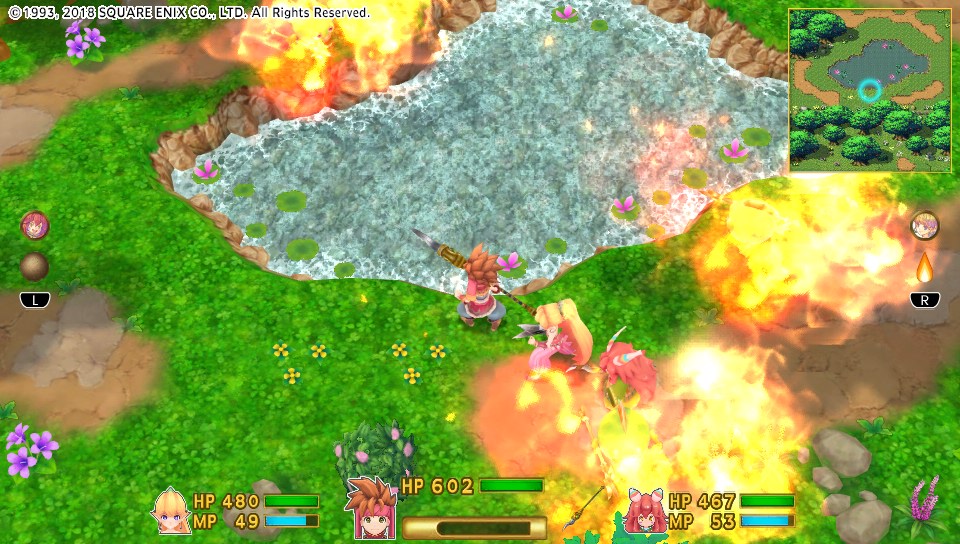 ©1993, 2018 SQUARE ENIX CO., LTD. All Rights Reserved.
L
R
HP 480
MP 49
HP 602
HP 467
MP 53